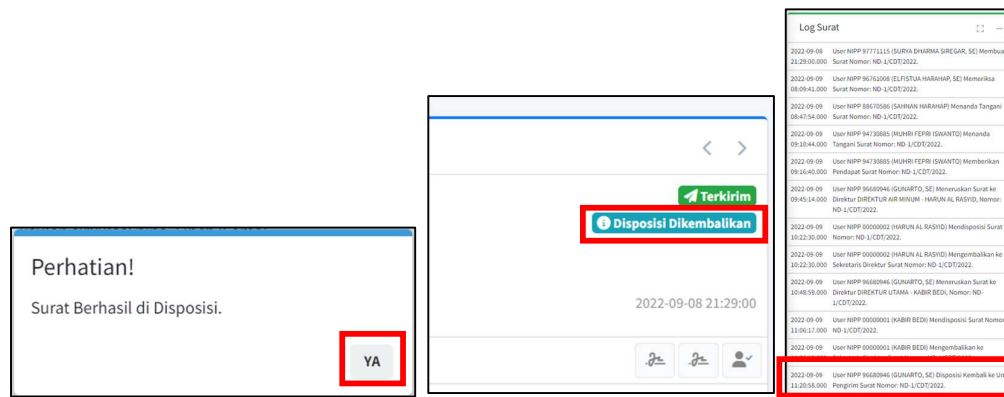 Perhatian!
Surat Berhasil di Disposisi.
YA
Terkirim
Disposisi Dikembalikan
2022-09-08 21:29:00
Log Surat
2022-09-08 User NIPP 97771115 (SURYA DHARMA SIREGAR, SE) Membua
21:29:00.000 Surat Nomor: ND-1/CDT/2022.
2022-09-09 User NIPP 96761008 (ELFISTUA HARAHAP, SE) Memeriksa
08:09:41.000 Surat Nomor: ND-1/CDT/2022.
2022-09-09 User NIPP 88670586 (SAHNAN HARAHAP) Menanda Tangani
08:47:54.000 Surat Nomor: ND-1/CDT/2022.
2022-09-09 User NIPP 94730885 (MUHRI FEPRI ISWANTO) Menanda
09:10:44.000 Tangani Surat Nomor: ND-1/CDT/2022.
2022-09-09 User NIPP 94730885 (MUHRI FEPRI ISWANTO) Memberikan
09:16:40.000 Pendapat Surat Nomor: ND-1/CDT/2022.
2022-09-09 User NIPP 96680946 (GUNARTO, SE) Meneruskan Surat ke
09:45:14.000 Direktur DIREKTUR AIR MINUM - HARUN AL RASYID, Nomor:
ND-1/CDT/2022.
2022-09-09 User NIPP 00000002 (HARUN AL RASYID) Mendisposisi Surat
10:22:30.000 Nomor: ND-1/CDT/2022.
2022-09-09 User NIPP 00000002 (HARUN AL RASYID) Mengembalikan ke
10:22:30.000 Sekretaris Direktur Surat Nomor: ND-1/CDT/2022.
2022-09-09 User NIPP 96680946 (GUNARTO, SE) Meneruskan Surat ke
10:48:59.000 Direktur DIREKTUR UTAMA - KABIR BEDI, Nomor: ND-
1/CDT/2022.
2022-09-09 User NIPP 00000001 (KABIR BEDI) Mendisposisi Surat Nomor
11:06:17.000 ND-1/CDT/2022.
2022-09-09 User NIPP 00000001 (KABIR BEDI) Mengembalikan ke
2022-09-09 User NIPP 96680946 (GUNARTO, SE) Disposisi Kembali ke Un
11:20:58.000 Pengirim Surat Nomor: ND-1/CDT/2022.